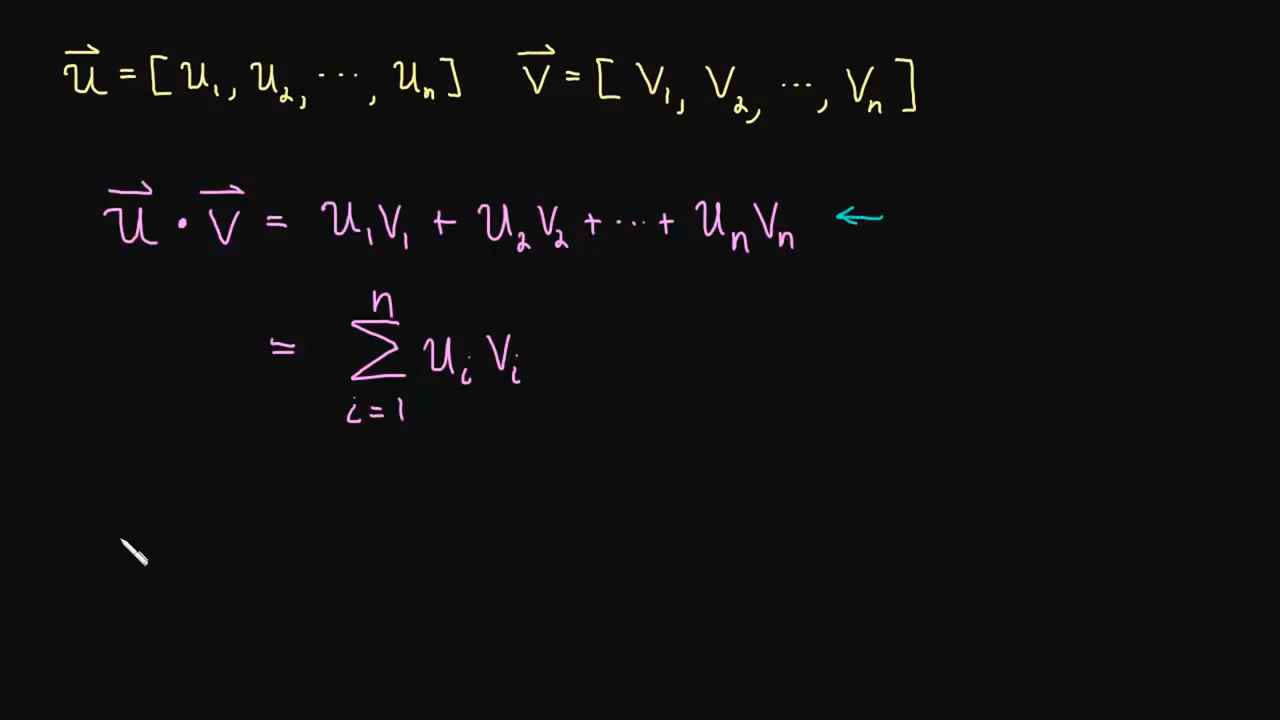 u⃗ = [ u₁, u₂, ⋯, uₙ ] v⃗ = [ v₁, v₂, ⋯, vₙ ]
u⃗ · v⃗ = u₁v₁ + u₂v₂ + ⋯ + uₙvₙ ←
= ∑ᵢ₌₁ⁿ uᵢ vᵢ